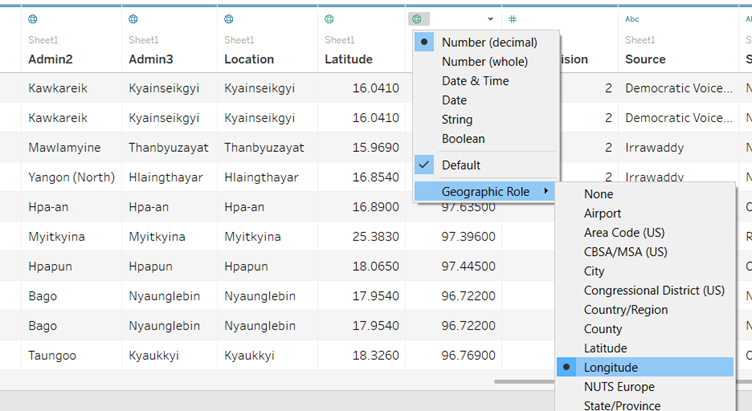 Abc Ab
Sheet1 Sheet1 Sheet1 Sheet1 Sheet1 S
Admin2 Admin3 Location Latitude ision Source S
Kawkareik Kyainseikgyi Kyainseikgyi 16.0410 2 Democratic Voice... N
Kawkareik Kyainseikgyi Kyainseikgyi 16.0410 2 Democratic Voice... N
Mawlamyine Thanbyuzayat Thanbyuzayat 15.9690 2 Irrawaddy N
Yangon (North) Hlaingthayar Hlaingthayar 16.8540 2 Irrawaddy N
Hpa-an Hpa-an Hpa-an 16.8900 97.63500
Myitkyina Myitkyina Myitkyina 25.3830 97.39600
Hpapun Hpapun Hpapun 18.0650 97.44500
Bago Nyaunglebin Nyaunglebin 17.9540 96.72200
Bago Nyaunglebin Nyaunglebin 17.9540 96.72200
Taungoo Kyaukkyi Kyaukkyi 18.3260 96.76900
Number (decimal)
Number (whole)
Date & Time
Date
String
Boolean
Default
Geographic Role
None
Airport
Area Code (US)
CBSA/MSA (US)
City
Congressional District (US)
Country/Region
County
Latitude
Longitude
NUTS Europe
State/Province